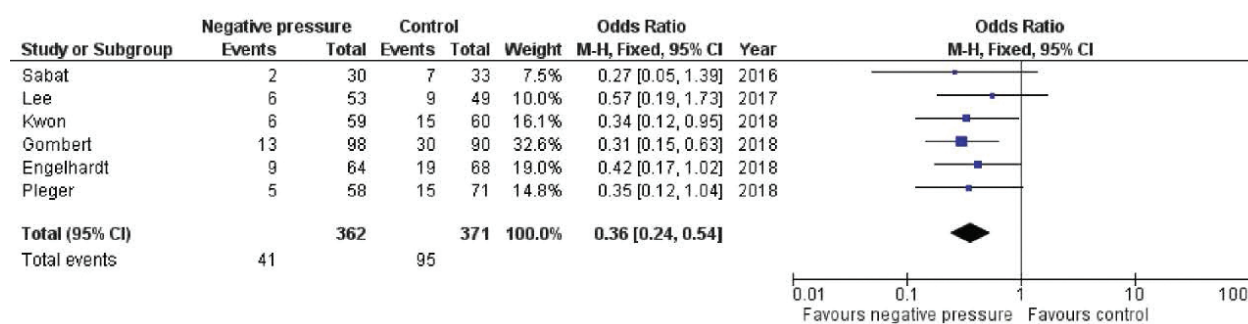 Negative pressure Control Odds Ratio Odds Ratio
Study or Subgroup Events Total Events Total Weight M-H, Fixed, 95% CI Year M-H, Fixed, 95% CI
Sabat 2 30 7 33 7.5% 0.27 [0.05, 1.39] 2016
Lee 6 53 9 49 10.0% 0.57 [0.19, 1.73] 2017
Kwon 6 59 15 60 16.1% 0.34 [0.12, 0.95] 2018
Gombert 13 98 30 90 32.6% 0.31 [0.15, 0.63] 2018
Engelhardt 9 64 19 68 19.0% 0.42 [0.17, 1.02] 2018
Pleger 5 58 15 71 14.8% 0.35 [0.12, 1.04] 2018
Total (95% CI) 362 371 100.0% 0.36 [0.24, 0.54]
Total events 41 95
0.01 0.1 1 10 100
Favours negative pressure Favours control